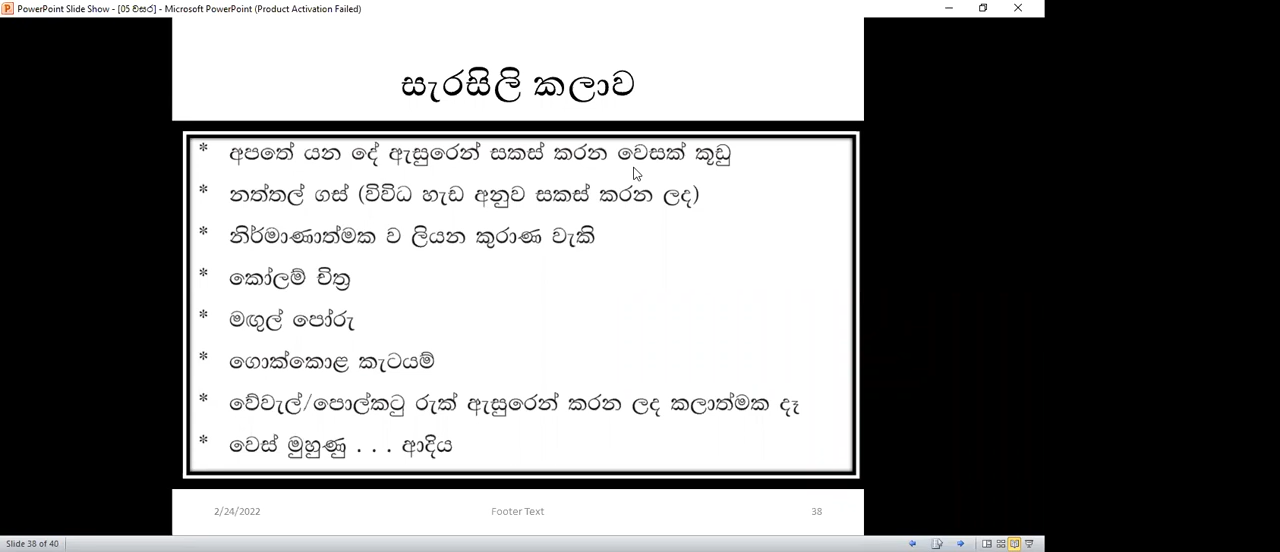 PowerPoint Slide Show - [05 වසර] - Microsoft PowerPoint (Product Activation Failed)
සැරසිලි කලාව
* අපතේ යන දේ ඇසුරෙන් සකස් කරන වෙසක් කූඩු
* නත්තල් ගස් (විවිධ හැඩ අනුව සකස් කරන ලද)
* නිර්මාණාත්මක ව ලියන කුරාණ වැකි
* කෝලම් චිත්‍ර
* මඟුල් පෝරු
* ගොක්කොළ කැටයම්
* වේවැල්/පොල්කටු රුක් ඇසුරෙන් කරන ලද කලාත්මක දෑ
* වෙස් මුහුණු . . . ආදිය
2/24/2022 Footer Text 38
Slide 38 of 40